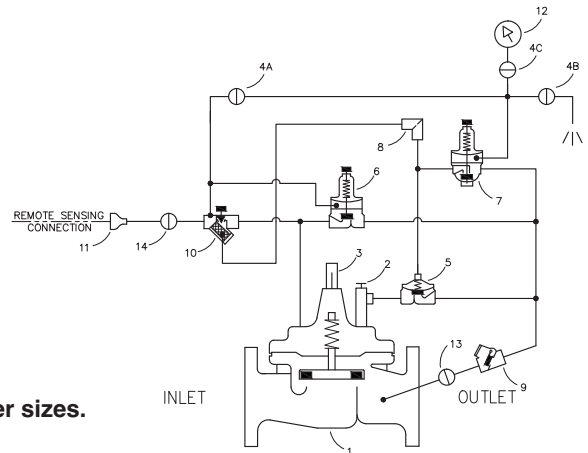 12
4C
4A
4B
8
6
7
REMOTE SENSING
CONNECTION
11
14
10
3
2
5
13
9
INLET
OUTLET
er sizes.
1